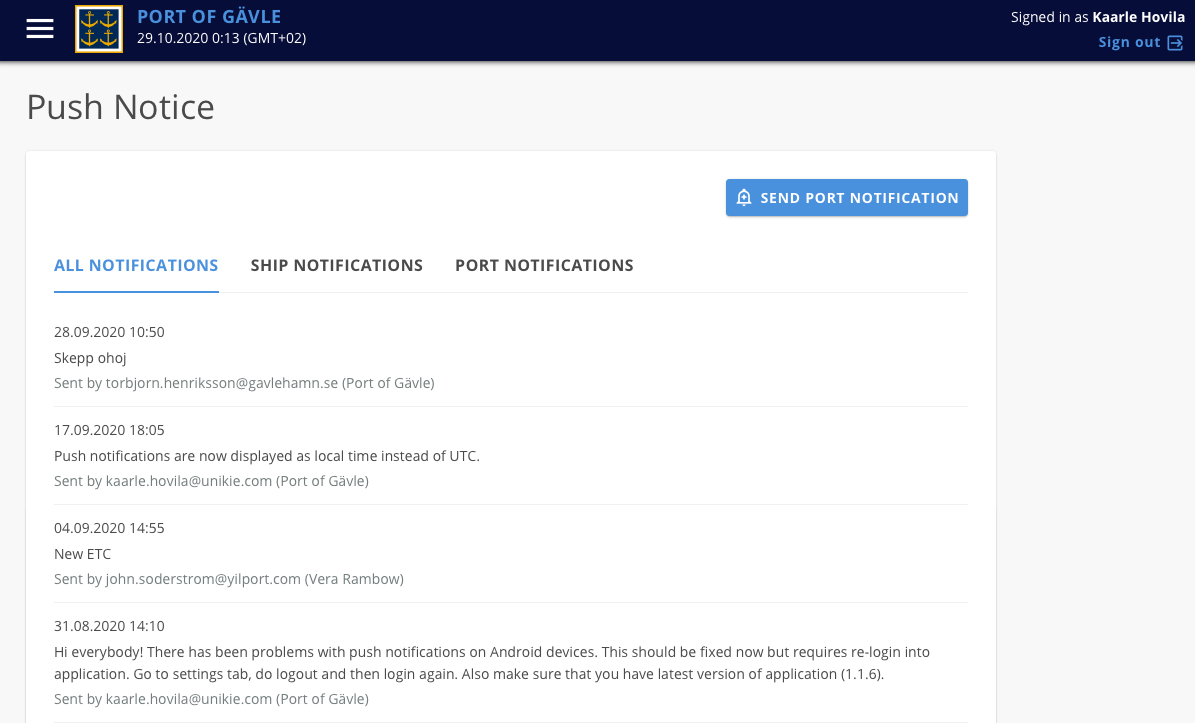 PORT OF GÄVLE
29.10.2020 0:13 (GMT+02)
Signed in as Kaarle Hovila
Sign out
Push Notice
SEND PORT NOTIFICATION
ALL NOTIFICATIONS SHIP NOTIFICATIONS PORT NOTIFICATIONS
28.09.2020 10:50
Skepp ohoj
Sent by torbjorn.henriksson@gavlehamn.se (Port of Gävle)
17.09.2020 18:05
Push notifications are now displayed as local time instead of UTC.
Sent by kaarle.hovila@unikie.com (Port of Gävle)
04.09.2020 14:55
New ETC
Sent by john.soderstrom@yilport.com (Vera Rambow)
31.08.2020 14:10
Hi everybody! There has been problems with push notifications on Android devices. This should be fixed now but requires re-login into
application. Go to settings tab, do logout and then login again. Also make sure that you have latest version of application (1.1.6).
Sent by kaarle.hovila@unikie.com (Port of Gävle)